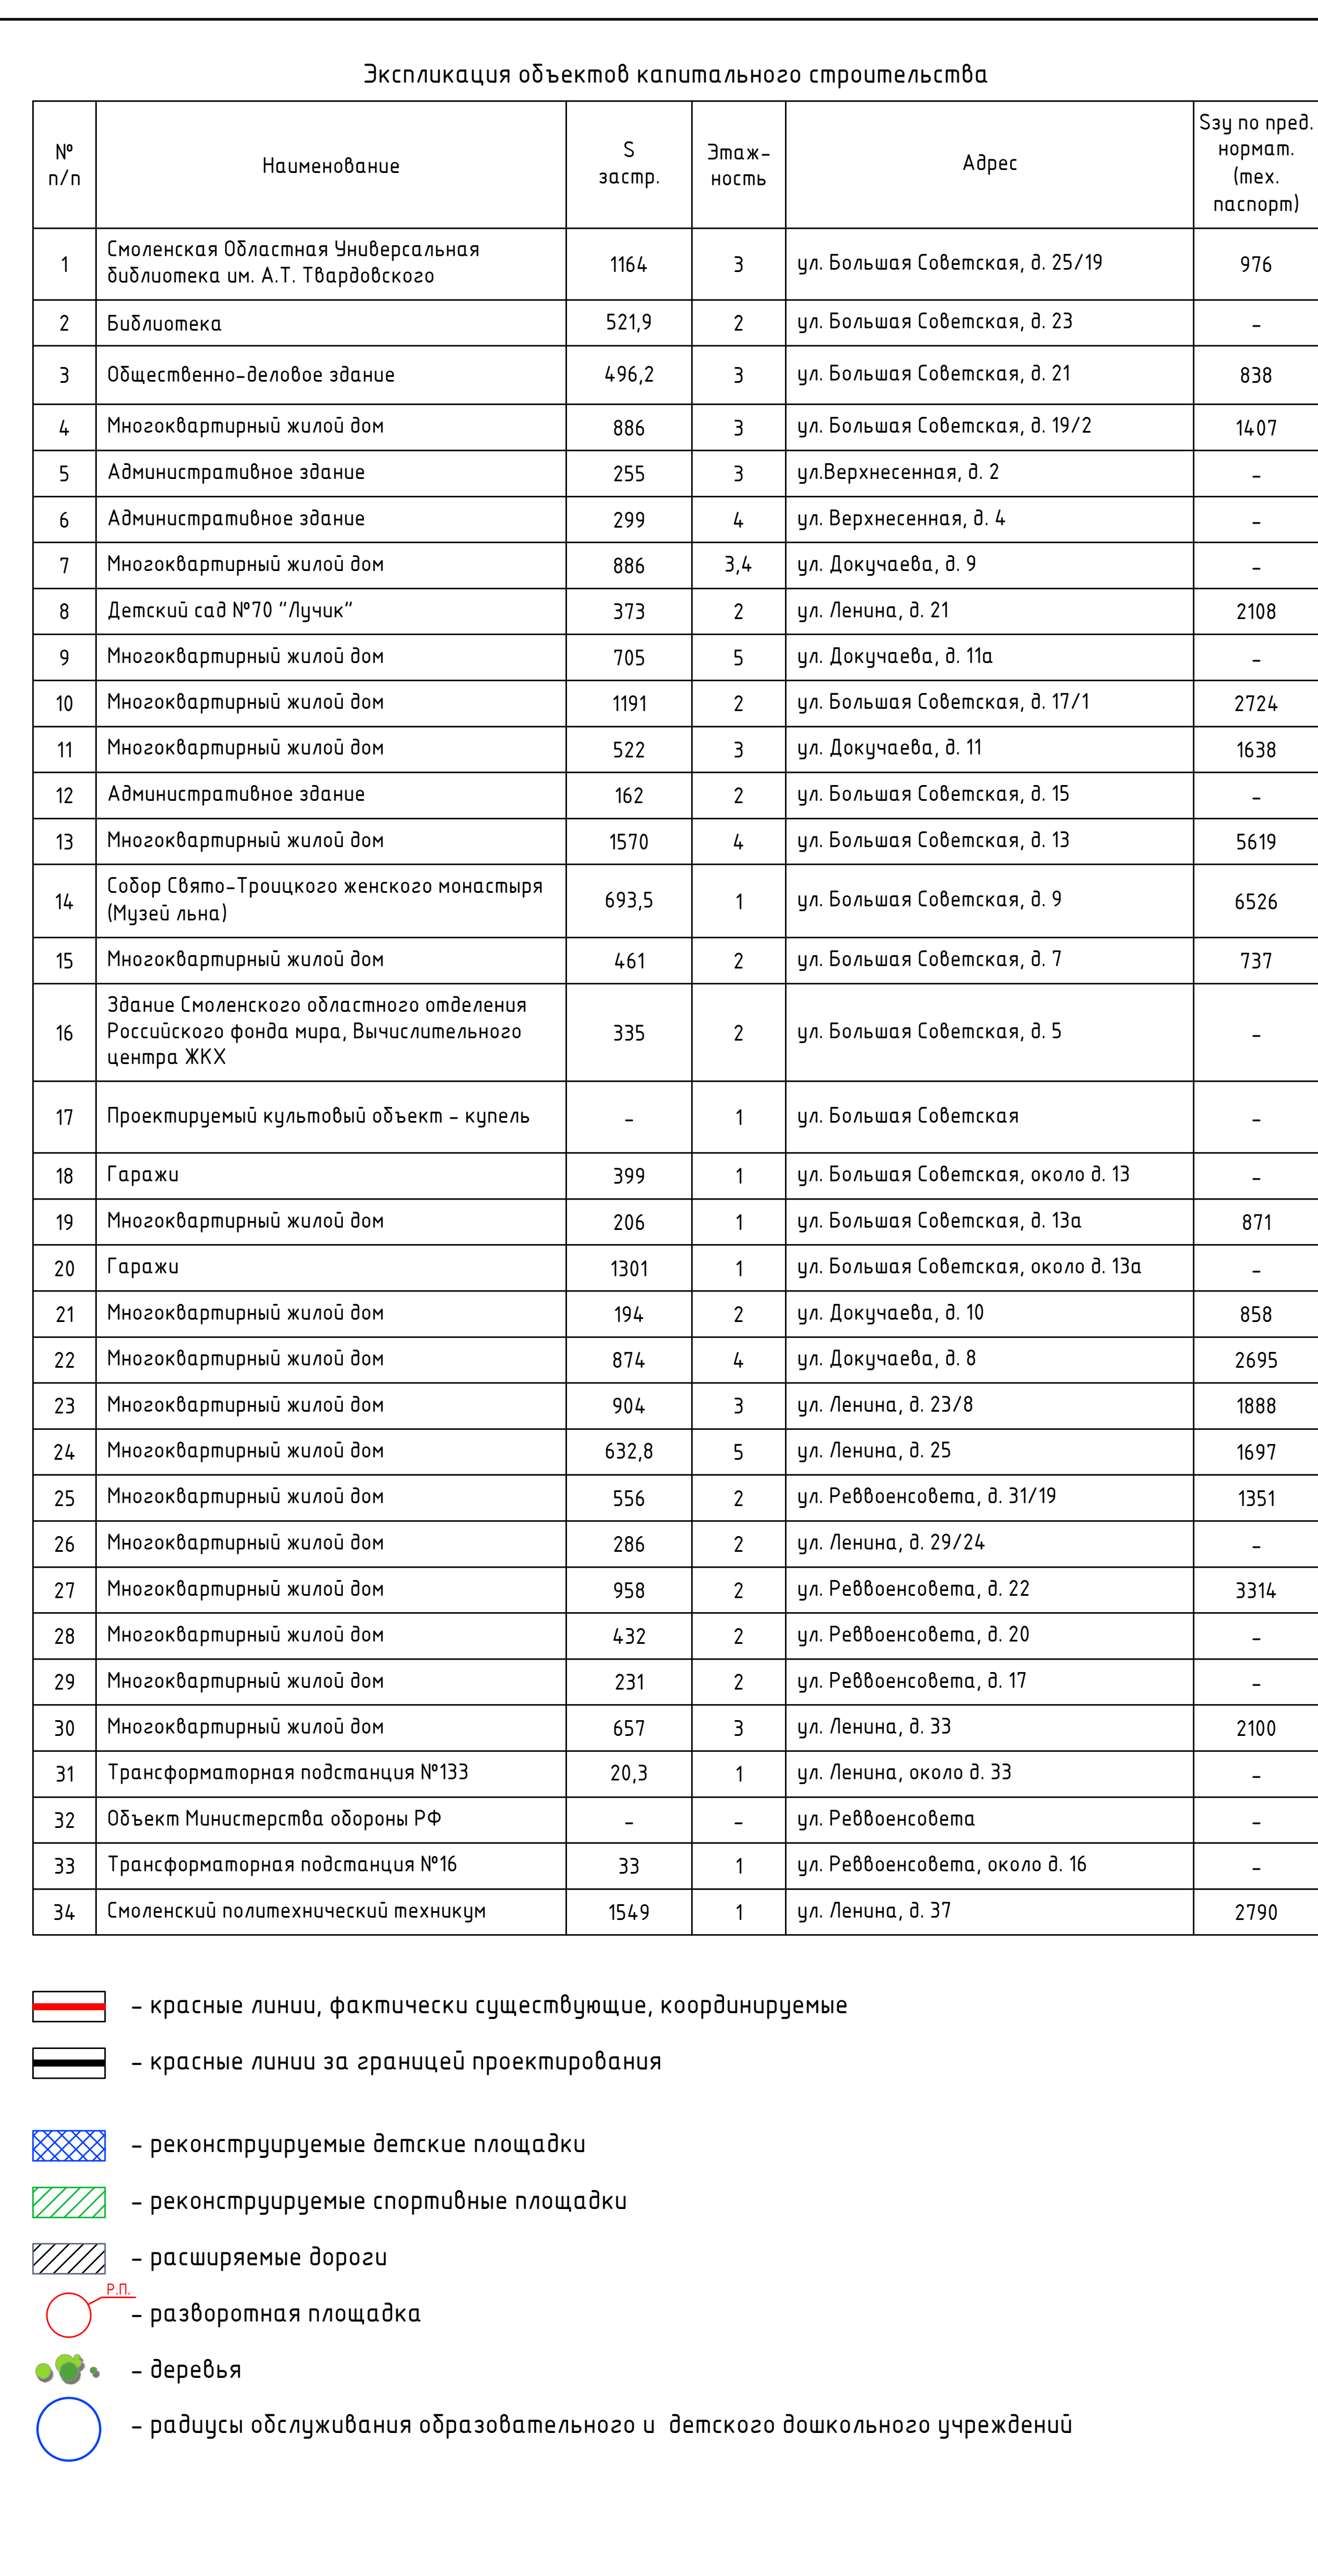 Экспликация объектов капитального строительства
№ п/п Наименование S застр. Этаж-ность Адрес Sзу по пред. нормат. (тех. паспорт)
1 Смоленская Областная Универсальная библиотека им. А.Т. Твардовского 1164 3 ул. Большая Советская, д. 25/19 976
2 Библиотека 521,9 2 ул. Большая Советская, д. 23 -
3 Общественно-деловое здание 496,2 3 ул. Большая Советская, д. 21 838
4 Многоквартирный жилой дом 886 3 ул. Большая Советская, д. 19/2 1407
5 Административное здание 255 3 ул.Верхнесенная, д. 2 -
6 Административное здание 299 4 ул. Верхнесенная, д. 4 -
7 Многоквартирный жилой дом 886 3,4 ул. Докучаева, д. 9 -
8 Детский сад №70 "Лучик" 373 2 ул. Ленина, д. 21 2108
9 Многоквартирный жилой дом 705 5 ул. Докучаева, д. 11а -
10 Многоквартирный жилой дом 1191 2 ул. Большая Советская, д. 17/1 2724
11 Многоквартирный жилой дом 522 3 ул. Докучаева, д. 11 1638
12 Административное здание 162 2 ул. Большая Советская, д. 15 -
13 Многоквартирный жилой дом 1570 4 ул. Большая Советская, д. 13 5619
14 Собор Свято-Троицкого женского монастыря (Музей льна) 693,5 1 ул. Большая Советская, д. 9 6526
15 Многоквартирный жилой дом 461 2 ул. Большая Советская, д. 7 737
16 Здание Смоленского областного отделения Российского фонда мира, Вычислительного центра ЖКХ 335 2 ул. Большая Советская, д. 5 -
17 Проектируемый культовый объект - купель - 1 ул. Большая Советская -
18 Гаражи 399 1 ул. Большая Советская, около д. 13 -
19 Многоквартирный жилой дом 206 1 ул. Большая Советская, д. 13а 871
20 Гаражи 1301 1 ул. Большая Советская, около д. 13а -
21 Многоквартирный жилой дом 194 2 ул. Докучаева, д. 10 858
22 Многоквартирный жилой дом 874 4 ул. Докучаева, д. 8 2695
23 Многоквартирный жилой дом 904 3 ул. Ленина, д. 23/8 1888
24 Многоквартирный жилой дом 632,8 5 ул. Ленина, д. 25 1697
25 Многоквартирный жилой дом 556 2 ул. Реввоенсовета, д. 31/19 1351
26 Многоквартирный жилой дом 286 2 ул. Ленина, д. 29/24 -
27 Многоквартирный жилой дом 958 2 ул. Реввоенсовета, д. 22 3314
28 Многоквартирный жилой дом 432 2 ул. Реввоенсовета, д. 20 -
29 Многоквартирный жилой дом 231 2 ул. Реввоенсовета, д. 17 -
30 Многоквартирный жилой дом 657 3 ул. Ленина, д. 33 2100
31 Трансформаторная подстанция №133 20,3 1 ул. Ленина, около д. 33 -
32 Объект Министерства обороны РФ - - ул. Реввоенсовета -
33 Трансформаторная подстанция №16 33 1 ул. Реввоенсовета, около д. 16 -
34 Смоленский политехнический техникум 1549 1 ул. Ленина, д. 37 2790
- красные линии, фактически существующие, координируемые
- красные линии за границей проектирования
- реконструируемые детские площадки
- реконструируемые спортивные площадки
- расширяемые дороги
Р.П.
- разворотная площадка
- деревья
- радиусы обслуживания образовательного и детского дошкольного учреждений